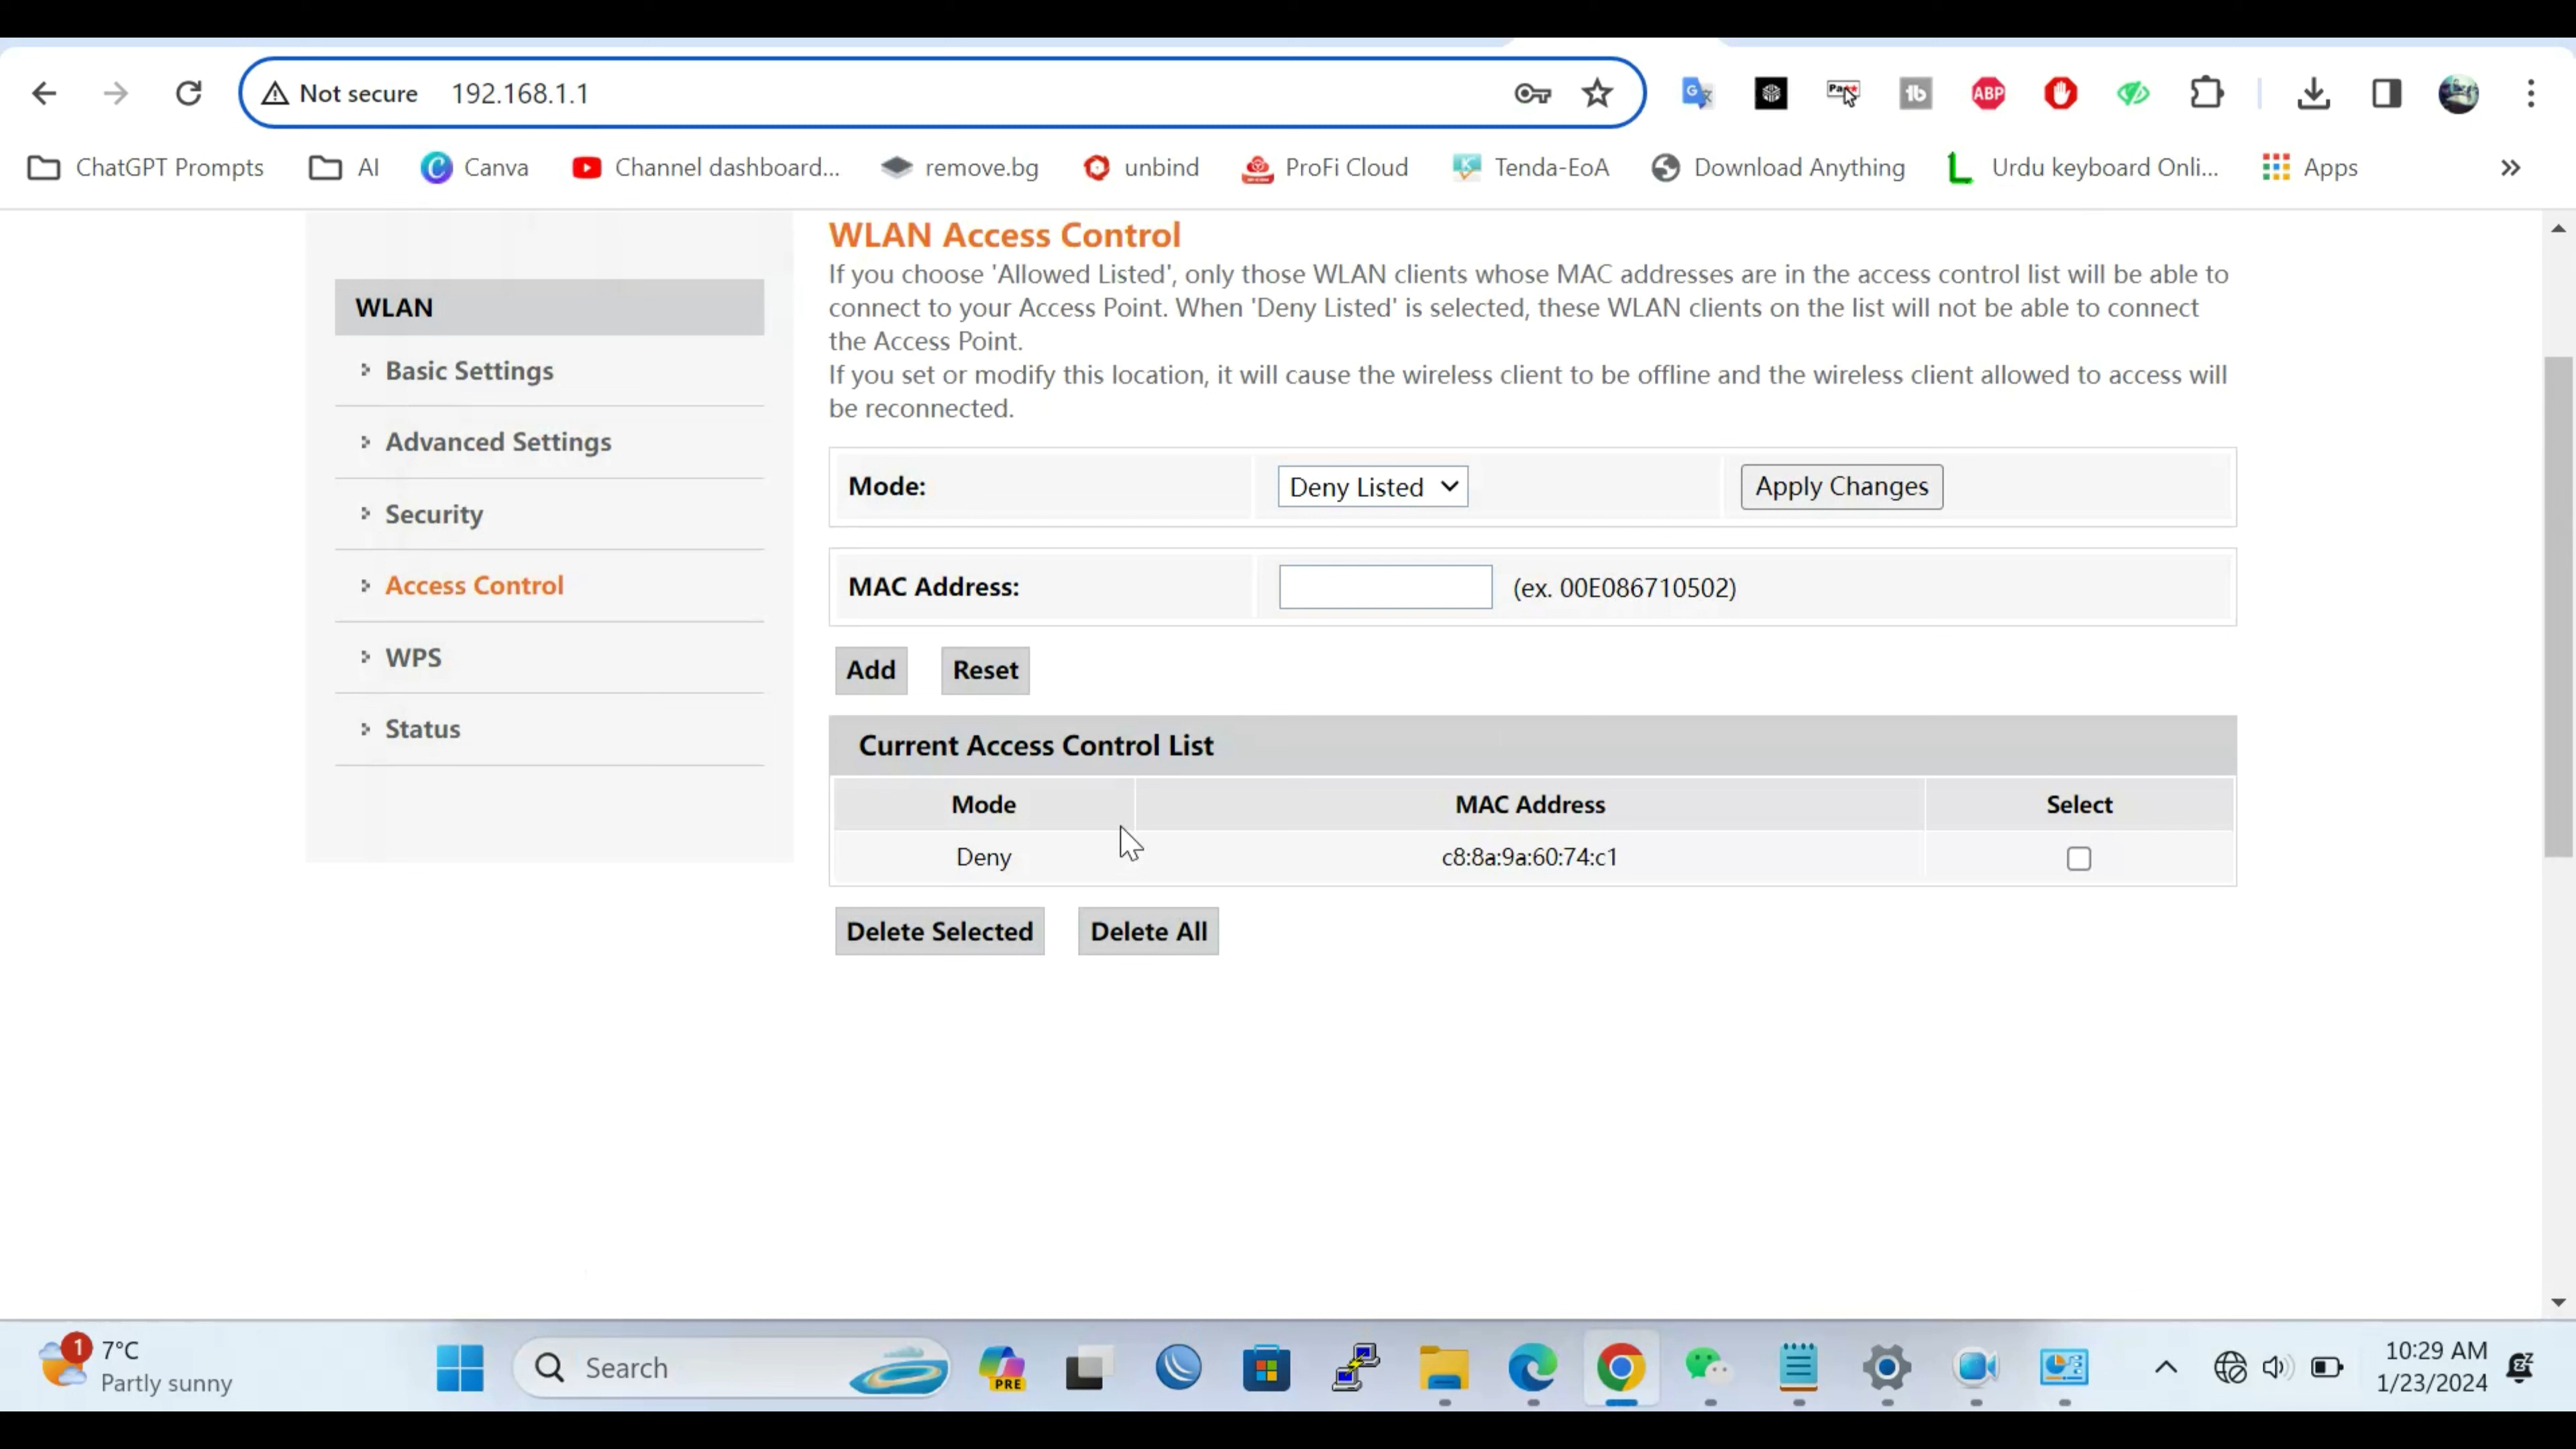 Not secure 192.168.1.1
ABP
ChatGPT Prompts AI Canva Channel dashboard... remove.bg unbind ProFi Cloud Tenda-EoA Download Anything Urdu keyboard Onli... Apps
WLAN
Basic Settings
Advanced Settings
Security
Access Control
WPS
Status
WLAN Access Control
If you choose 'Allowed Listed', only those WLAN clients whose MAC addresses are in the access control list will be able to
connect to your Access Point. When 'Deny Listed' is selected, these WLAN clients on the list will not be able to connect
the Access Point.
If you set or modify this location, it will cause the wireless client to be offline and the wireless client allowed to access will
be reconnected.
Mode: Deny Listed Apply Changes
MAC Address: (ex. 00E086710502)
Add Reset
Current Access Control List
Mode MAC Address Select
Deny c8:8a:9a:60:74:c1
Delete Selected Delete All
1 7°C
Partly sunny
Search
PRE
10:29 AM
1/23/2024